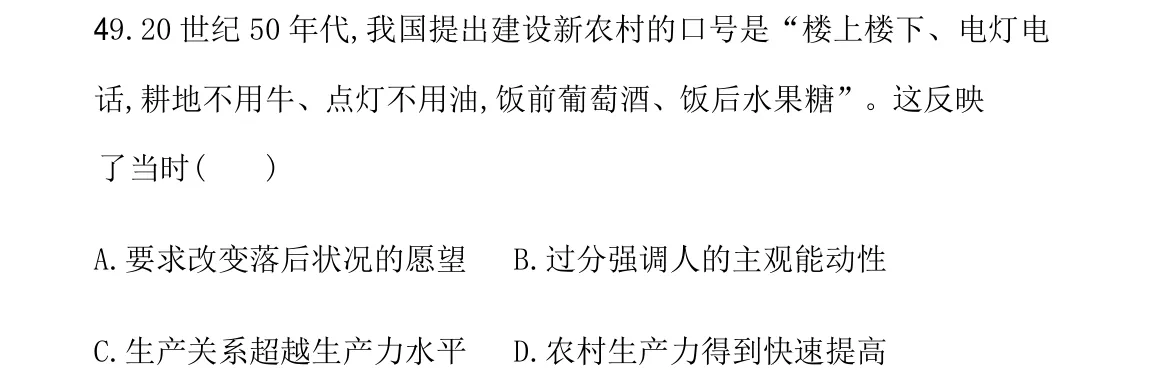 49.20 世纪 50 年代,我国提出建设新农村的口号是“楼上楼下、电灯电
话,耕地不用牛、点灯不用油,饭前葡萄酒、饭后水果糖”。这反映
了当时(　　)
A.要求改变落后状况的愿望　B.过分强调人的主观能动性
C.生产关系超越生产力水平　D.农村生产力得到快速提高